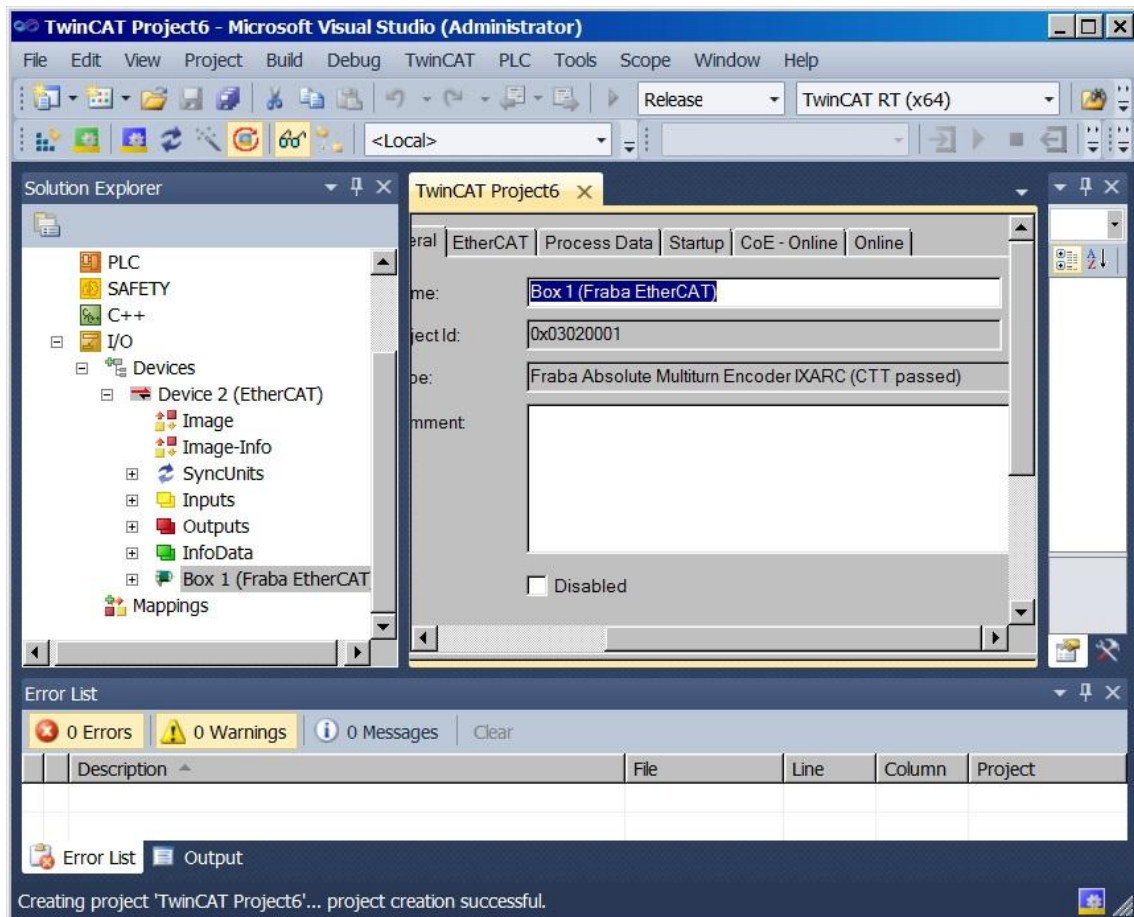 TwinCAT Project6 - Microsoft Visual Studio (Administrator)
File Edit View Project Build Debug TwinCAT PLC Tools Scope Window Help
Release TwinCAT RT (x64)
<Local>
Solution Explorer
PLC
SAFETY
C++
I/O
Devices
Device 2 (EtherCAT)
Image
Image-Info
SyncUnits
Inputs
Outputs
InfoData
Box 1 (Fraba EtherCAT
Mappings
TwinCAT Project6
eral EtherCAT Process Data Startup CoE - Online Online
me: Box 1 (Fraba EtherCAT)
ject Id: 0x03020001
pe: Fraba Absolute Multiturn Encoder IXARC (CTT passed)
mment:
Disabled
Error List
0 Errors 0 Warnings 0 Messages Clear
Description File Line Column Project
Error List Output
Creating project 'TwinCAT Project6'... project creation successful.